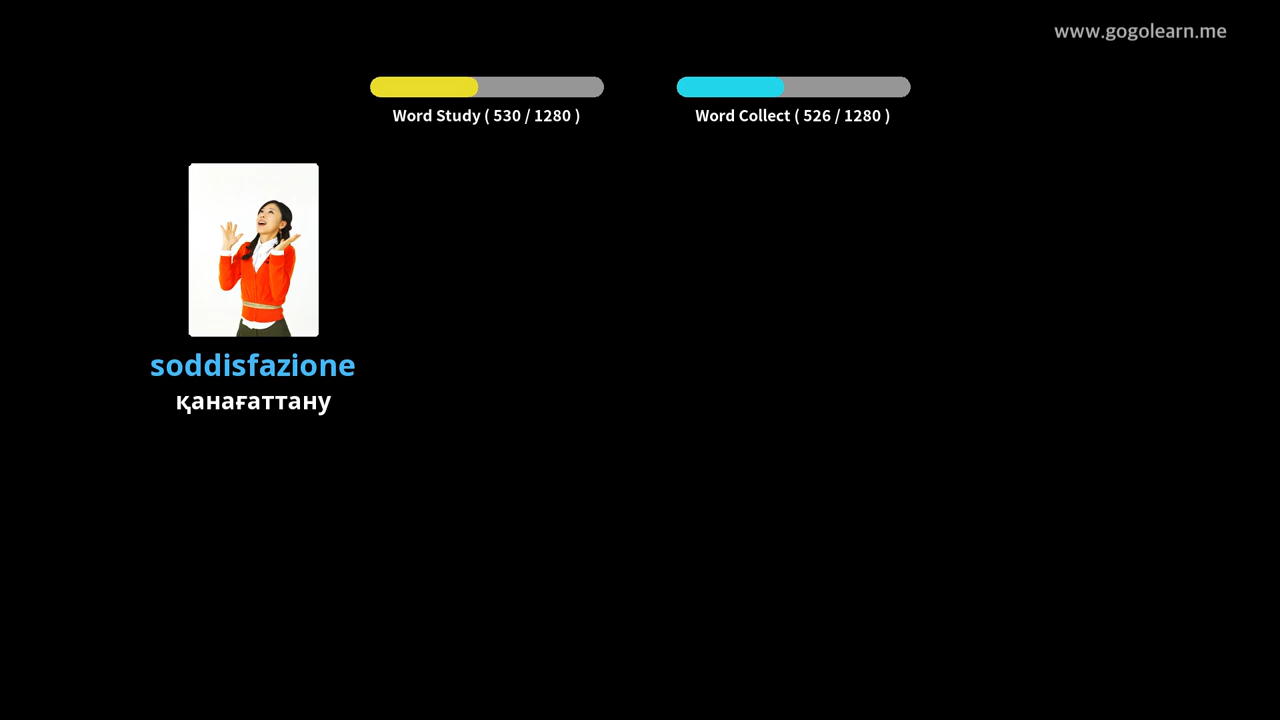 www.gogolearn.me
Word Study ( 530 / 1280 )
Word Collect ( 526 / 1280 )
soddisfazione
қанағаттану